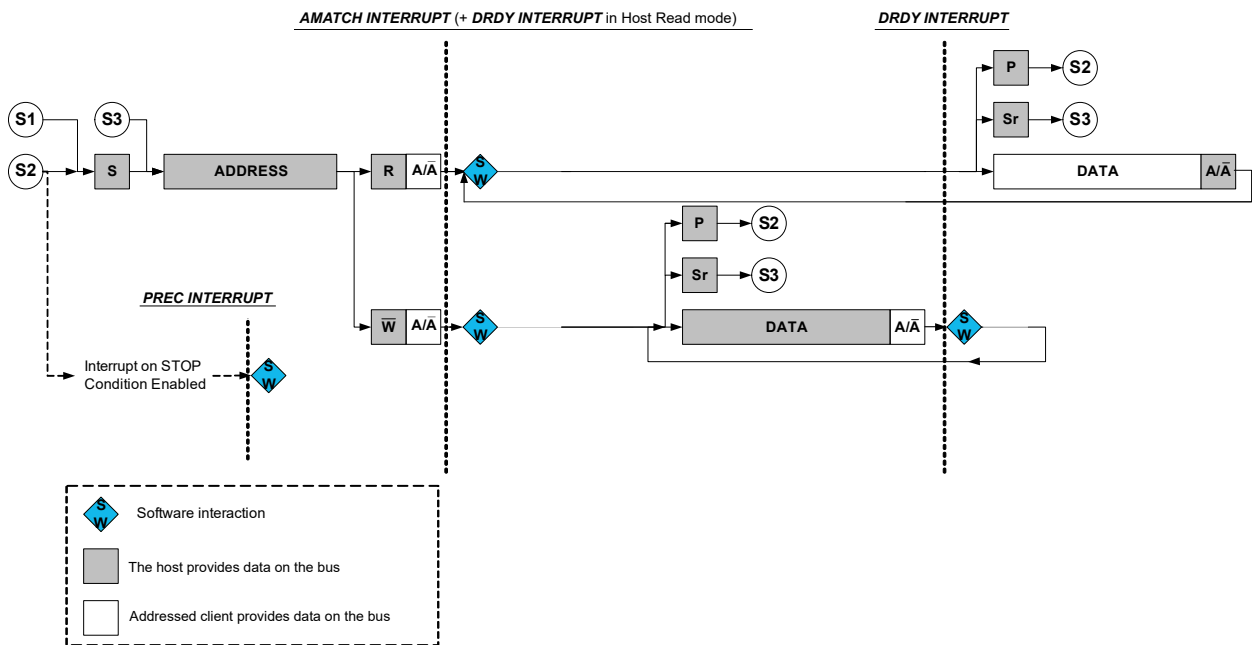 AMATCH INTERRUPT (+ DRDY INTERRUPT in Host Read mode)
DRDY INTERRUPT
P
S2
S1
S3
Sr
S3
S2
S
ADDRESS
R
A/A̅
S
W
DATA
A/A̅
P
S2
Sr
S3
PREC INTERRUPT
W̅
A/A̅
S
W
DATA
A/A̅
S
W
Interrupt on STOP
Condition Enabled
S
W
S
W
Software interaction
The host provides data on the bus
Addressed client provides data on the bus